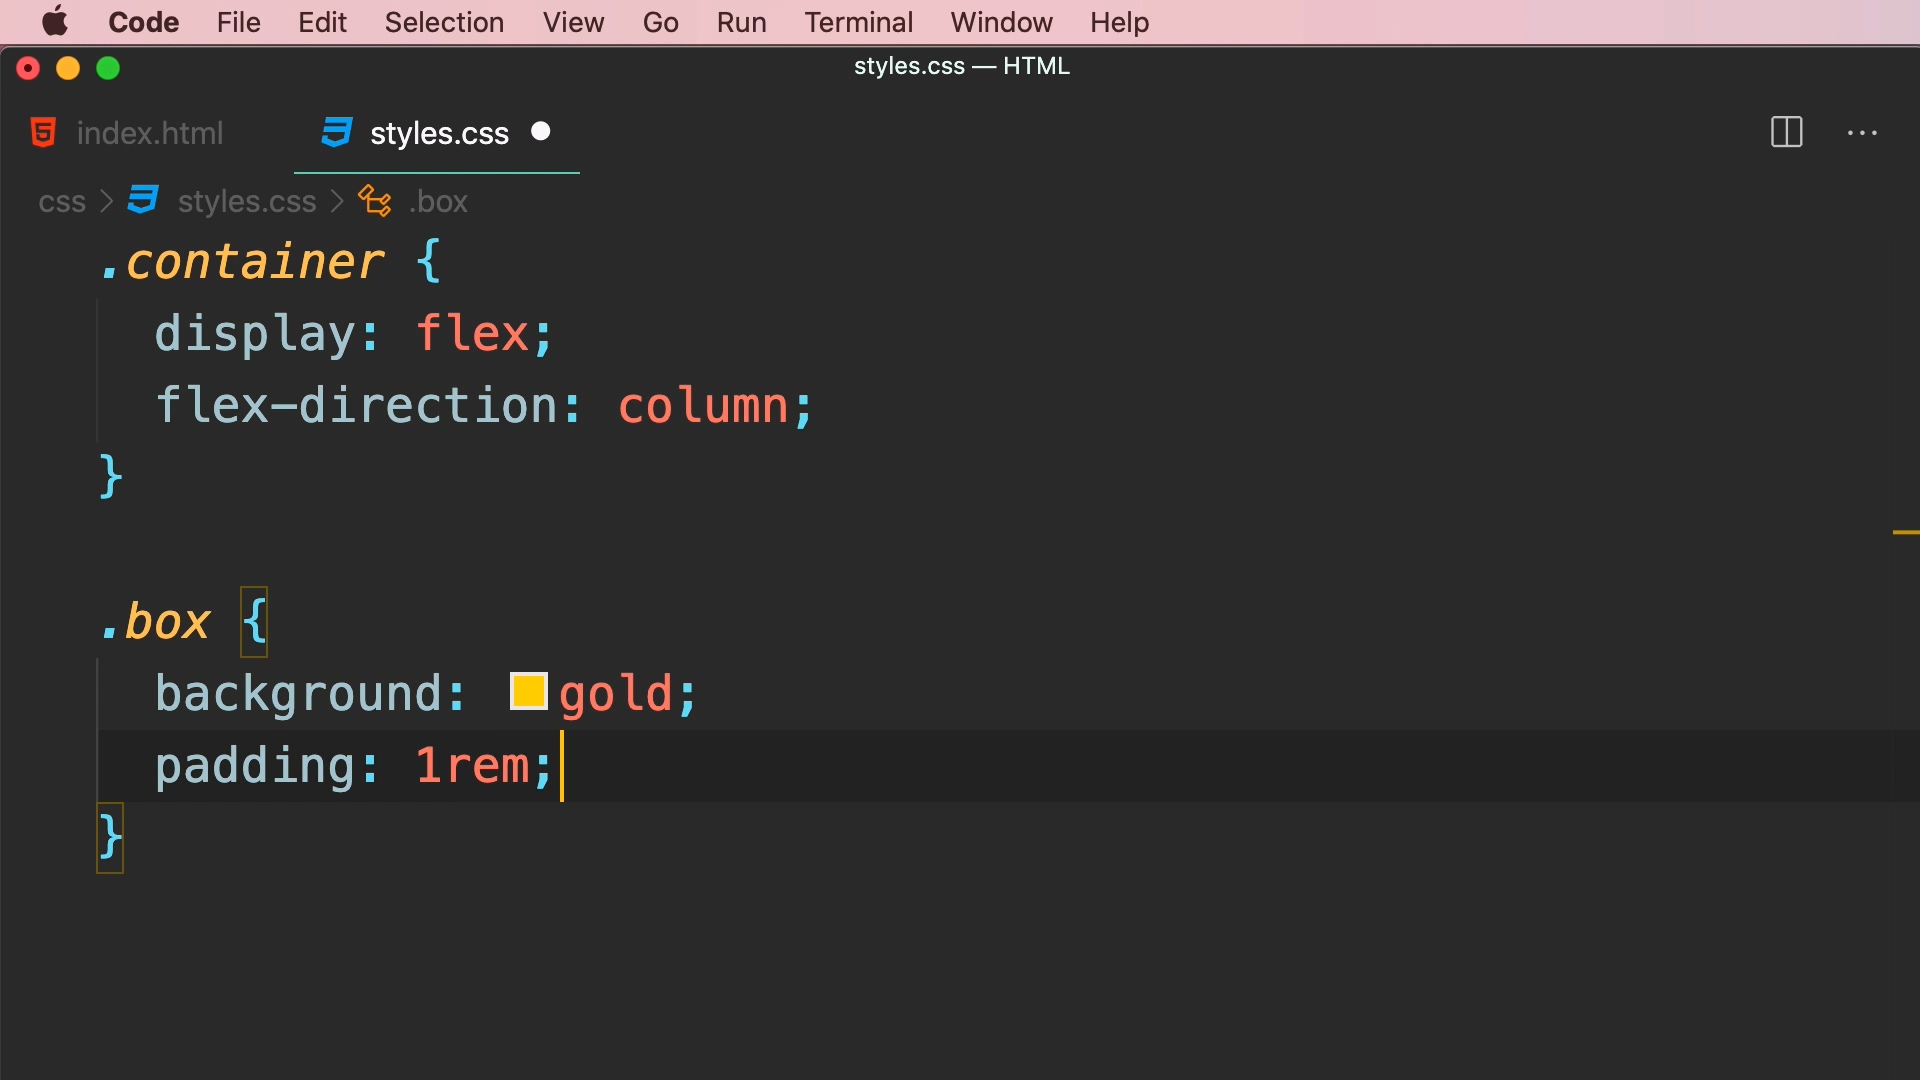 Code File Edit Selection View Go Run Terminal Window Help
styles.css — HTML
index.html styles.css
css > styles.css > .box
.container {
  display: flex;
  flex-direction: column;
}
.box {
  background: gold;
  padding: 1rem;
}